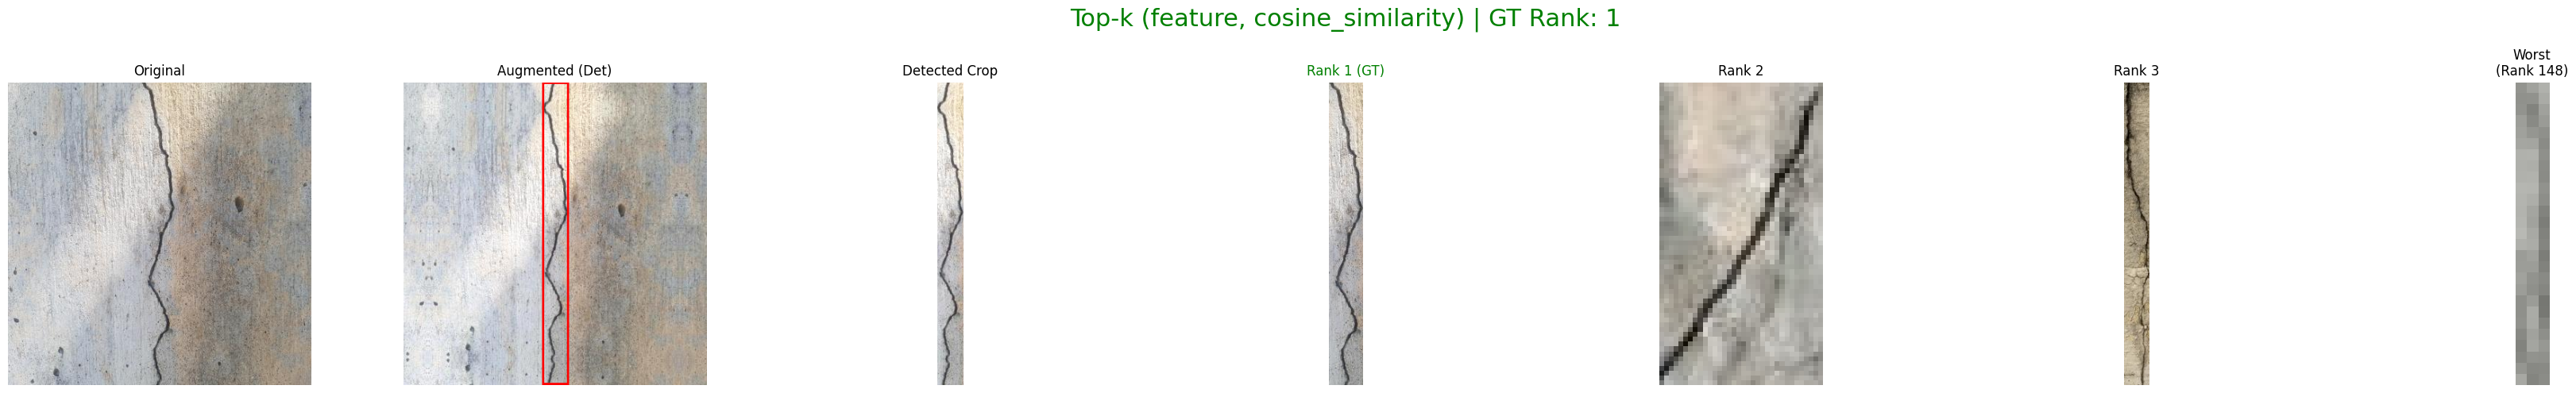 Top-k (feature, cosine_similarity) | GT Rank: 1
Original
Augmented (Det)
Detected Crop
Rank 1 (GT)
Rank 2
Rank 3
Worst
(Rank 148)